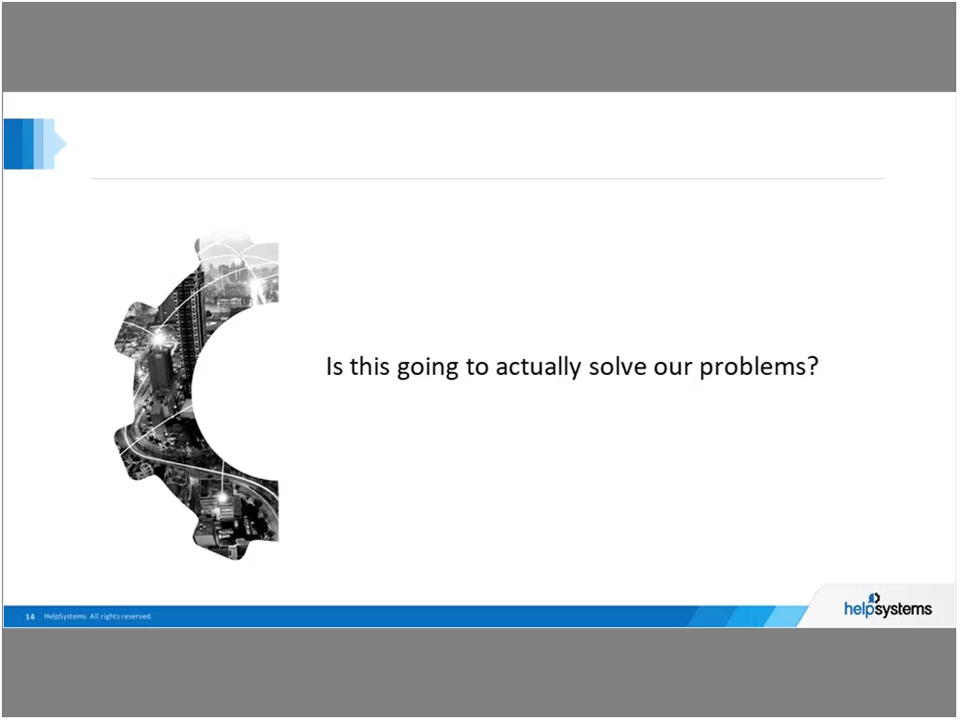 Is this going to actually solve our problems?
14 HelpSystems. All rights reserved.
helpsystems